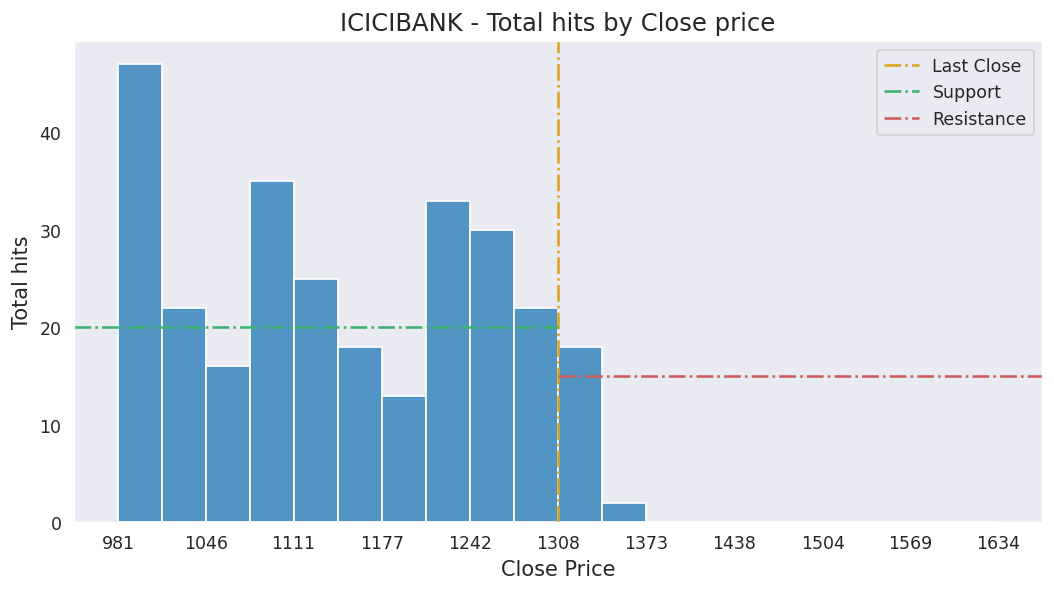 ICICIBANK - Total hits by Close price
Last Close
Support
Resistance
Total hits
40
30
20
10
0
981 1046 1111 1177 1242 1308 1373 1438 1504 1569 1634
Close Price